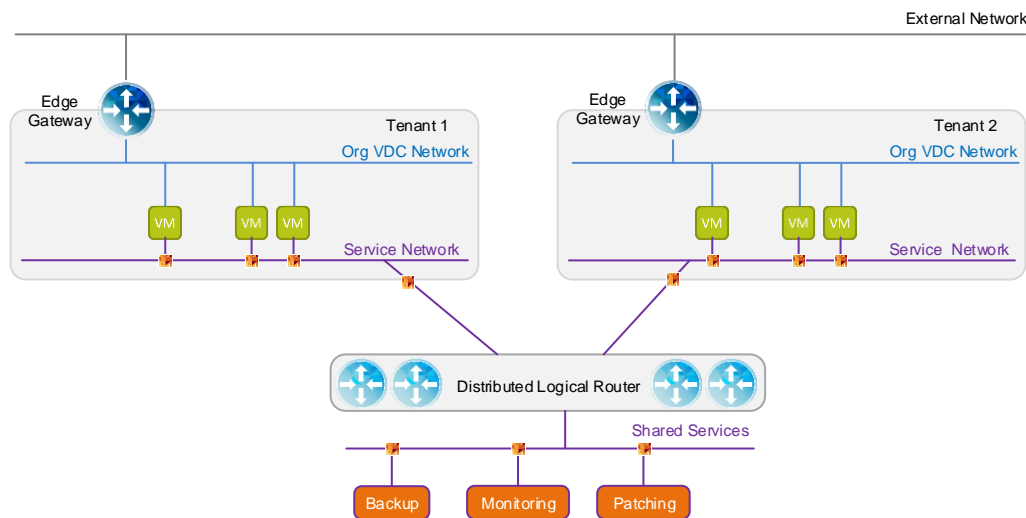 External Network
Edge
Gateway
Edge
Gateway
Tenant 1
Tenant 2
Org VDC Network
Org VDC Network
VM
VM
VM
VM
VM
VM
Service Network
Service Network
Distributed Logical Router
Shared Services
Backup
Monitoring
Patching